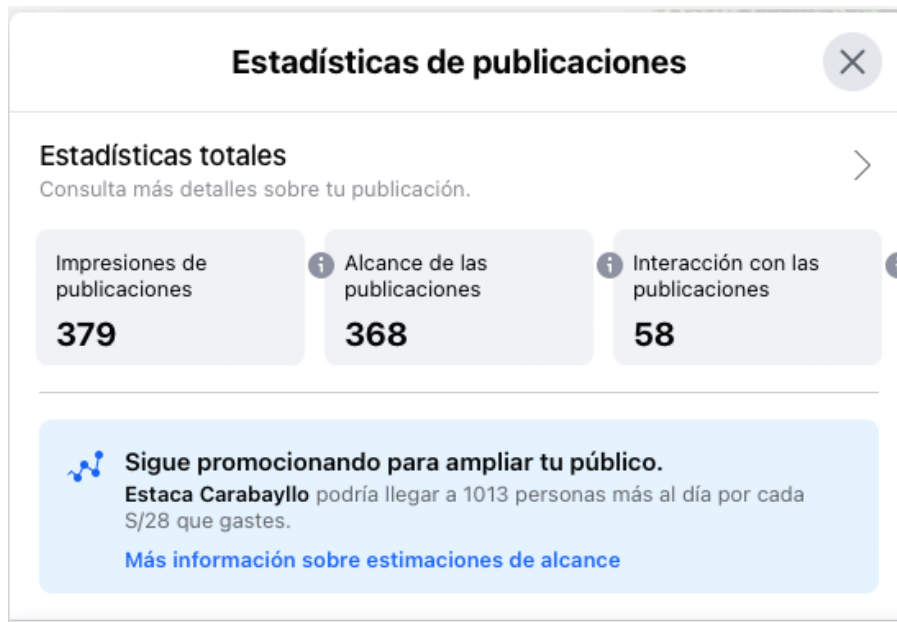 Estadísticas de publicaciones
Estadísticas totales
Consulta más detalles sobre tu publicación.
Impresiones de
publicaciones
379
Alcance de las
publicaciones
368
Interacción con las
publicaciones
58
Sigue promocionando para ampliar tu público.
Estaca Carabayllo podría llegar a 1013 personas más al día por cada
S/28 que gastes.
Más información sobre estimaciones de alcance